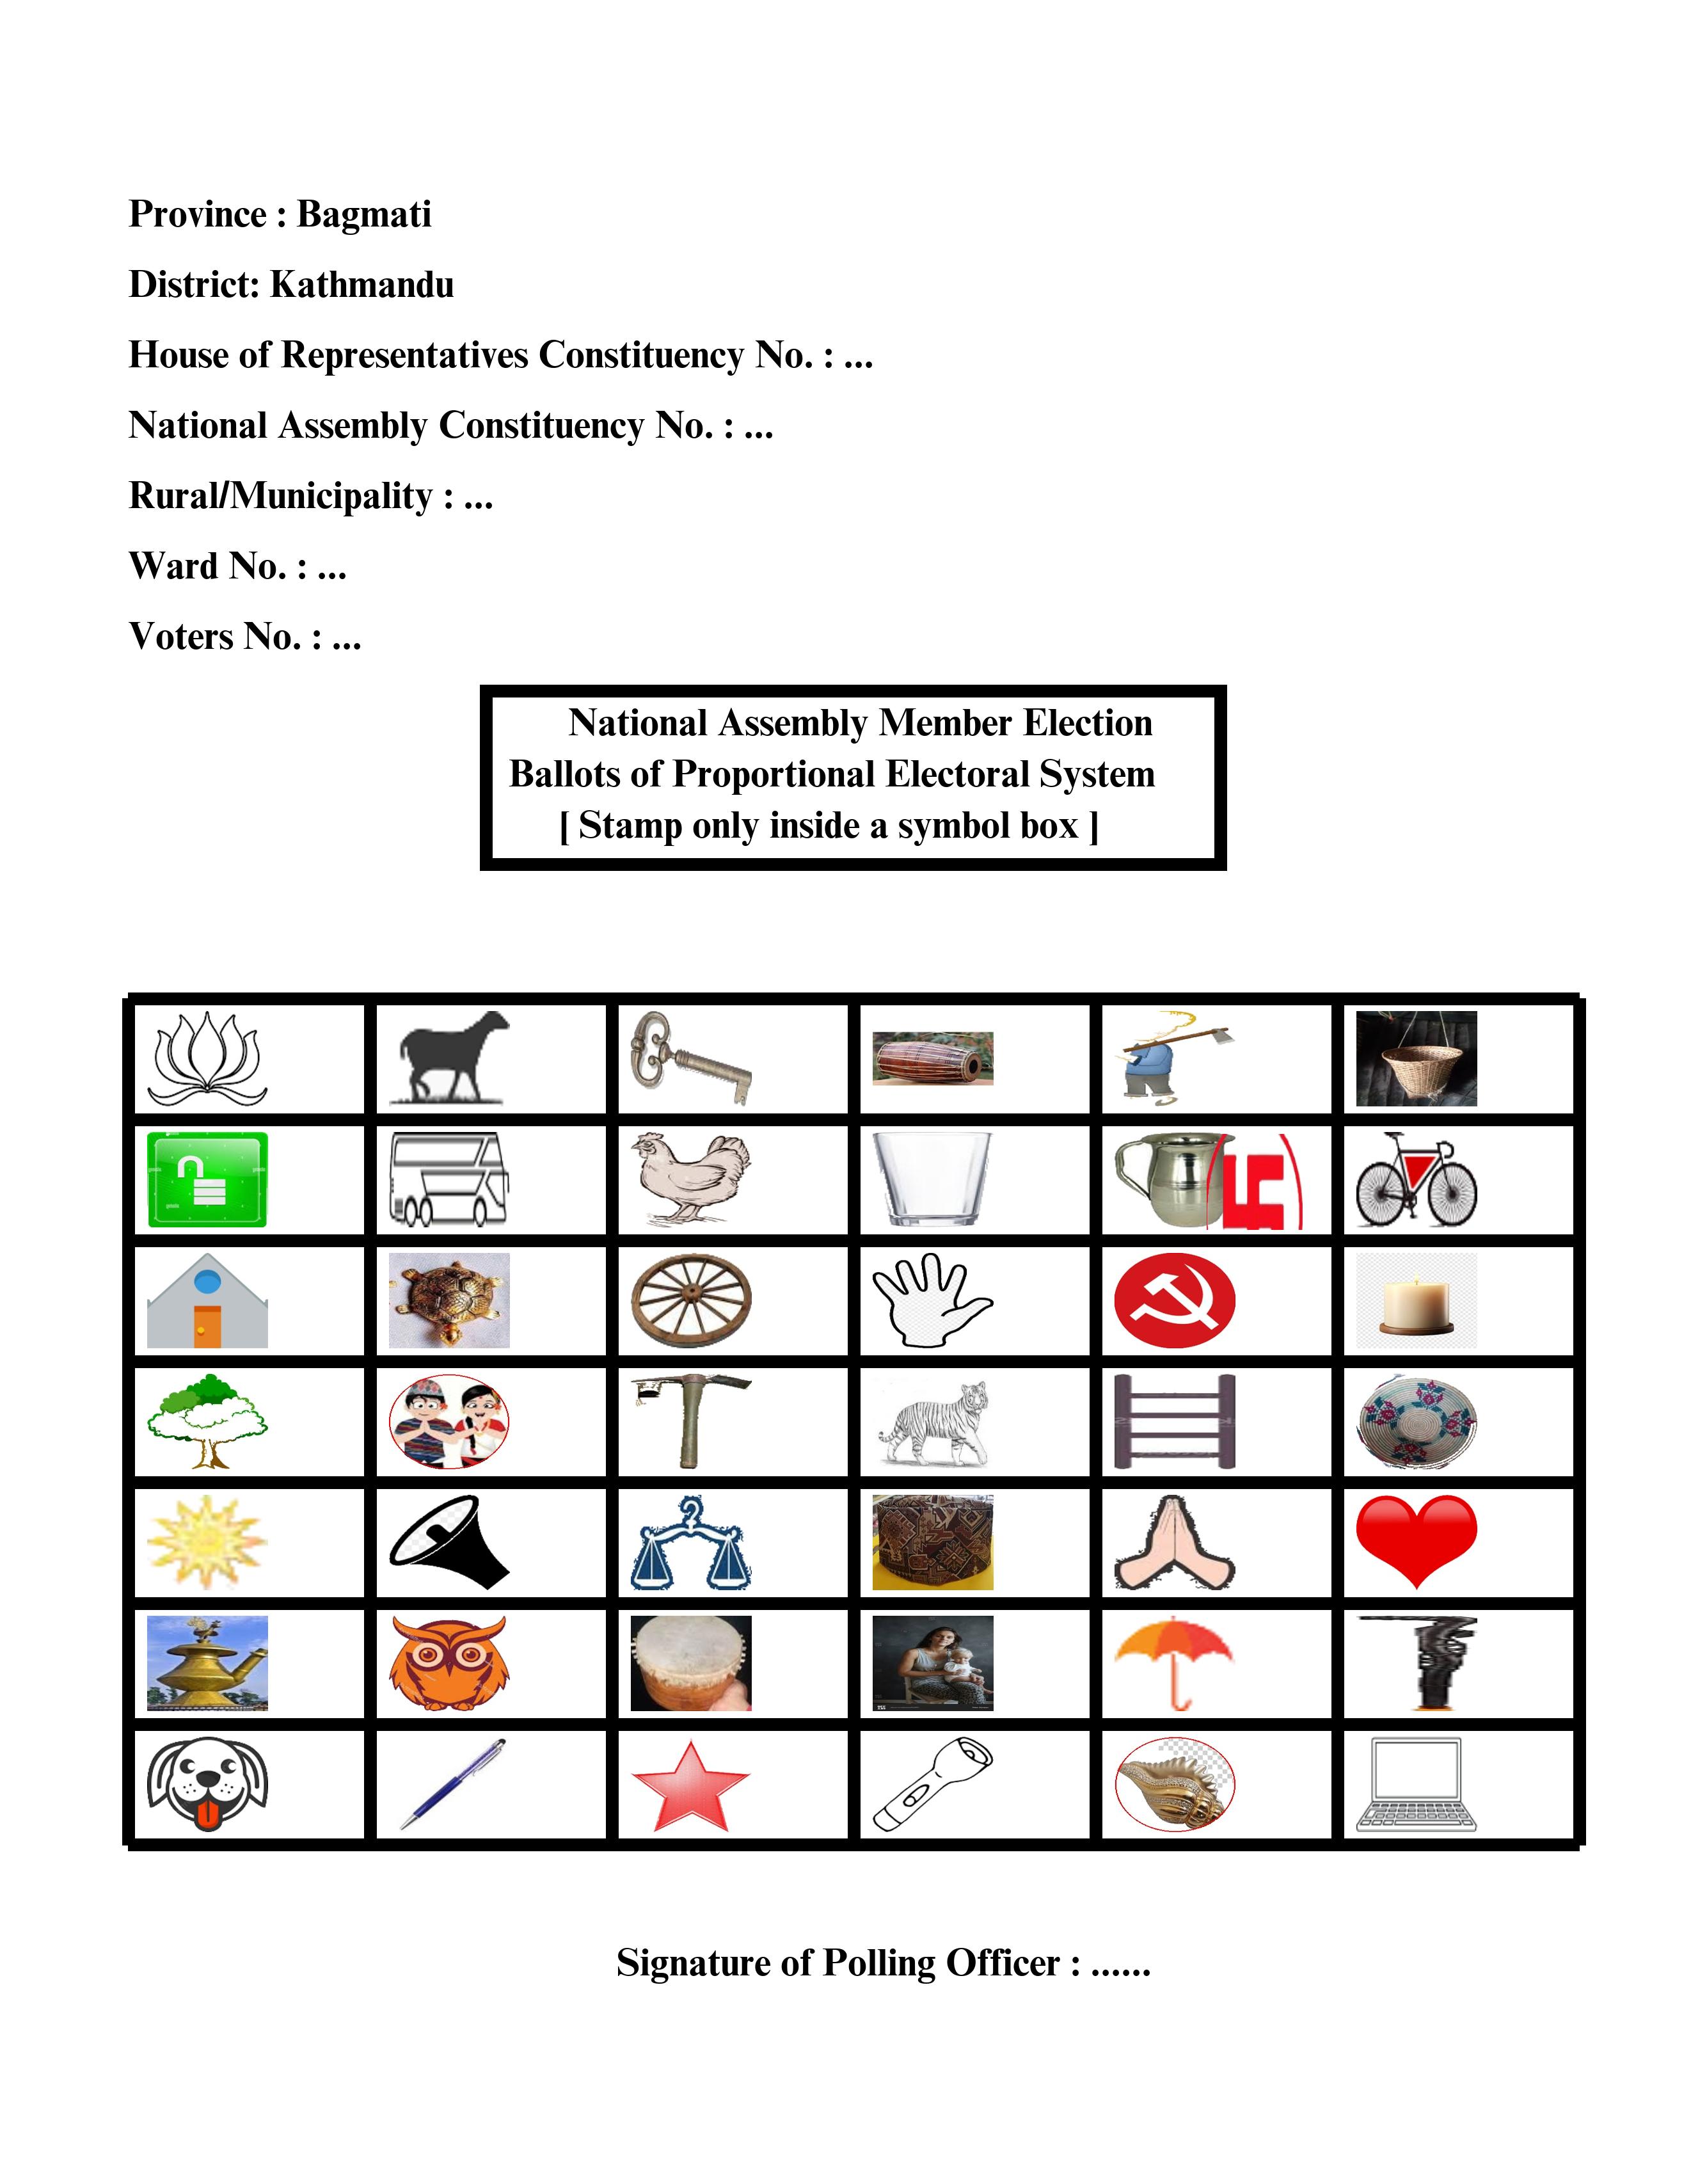 Province : Bagmati
District: Kathmandu
House of Representatives Constituency No. : ...
National Assembly Constituency No. : ...
Rural/Municipality : ...
Ward No. : ...
Voters No. : ...
National Assembly Member Election
Ballots of Proportional Electoral System
[ Stamp only inside a symbol box ]
Signature of Polling Officer : ......